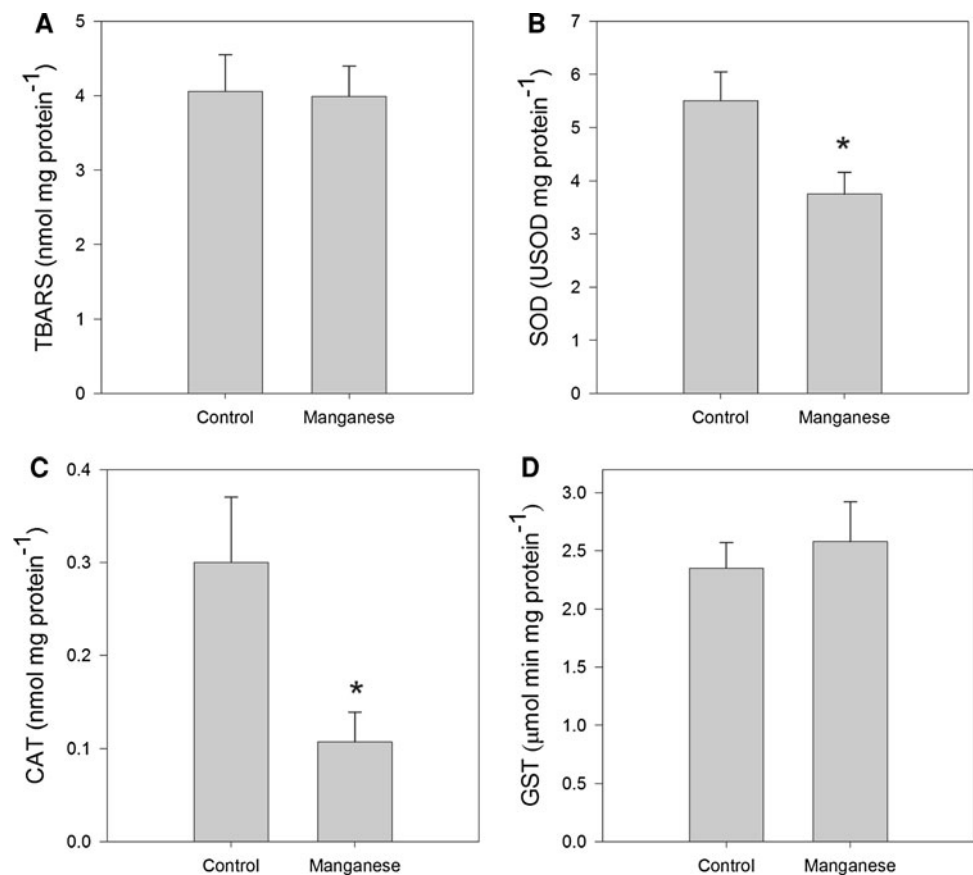 A
TBARS (nmol mg protein⁻¹)
5
4
3
2
1
0
Control Manganese
B
SOD (USOD mg protein⁻¹)
7
6
5
4
3
2
1
0
*
Control Manganese
C
CAT (nmol mg protein⁻¹)
0.4
0.3
0.2
0.1
0.0
*
Control Manganese
D
GST (μmol min mg protein⁻¹)
3.0
2.5
2.0
1.5
1.0
0.5
0.0
Control Manganese